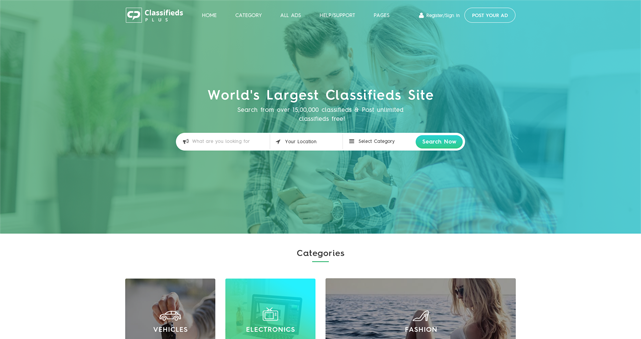 CP Classifieds
PLUS
HOME CATEGORY ALL ADS HELP/SUPPORT PAGES Register/Sign In POST YOUR AD
World's Largest Classifieds Site
Search from over 15,00,000 classifieds & Post unlimited
classifieds free!
What are you looking for Your Location Select Category Search Now
Categories
VEHICLES ELECTRONICS FASHION